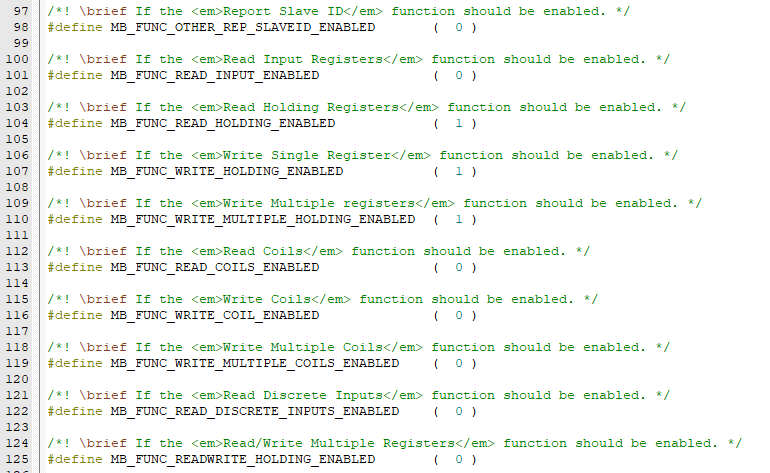 97 /*! \brief If the <em>Report Slave ID</em> function should be enabled. */
98 #define MB_FUNC_OTHER_REP_SLAVEID_ENABLED       (  0 )
99
100 /*! \brief If the <em>Read Input Registers</em> function should be enabled. */
101 #define MB_FUNC_READ_INPUT_ENABLED              (  0 )
102
103 /*! \brief If the <em>Read Holding Registers</em> function should be enabled. */
104 #define MB_FUNC_READ_HOLDING_ENABLED            (  1 )
105
106 /*! \brief If the <em>Write Single Register</em> function should be enabled. */
107 #define MB_FUNC_WRITE_HOLDING_ENABLED           (  1 )
108
109 /*! \brief If the <em>Write Multiple registers</em> function should be enabled. */
110 #define MB_FUNC_WRITE_MULTIPLE_HOLDING_ENABLED  (  1 )
111
112 /*! \brief If the <em>Read Coils</em> function should be enabled. */
113 #define MB_FUNC_READ_COILS_ENABLED              (  0 )
114
115 /*! \brief If the <em>Write Coils</em> function should be enabled. */
116 #define MB_FUNC_WRITE_COIL_ENABLED              (  0 )
117
118 /*! \brief If the <em>Write Multiple Coils</em> function should be enabled. */
119 #define MB_FUNC_WRITE_MULTIPLE_COILS_ENABLED    (  0 )
120
121 /*! \brief If the <em>Read Discrete Inputs</em> function should be enabled. */
122 #define MB_FUNC_READ_DISCRETE_INPUTS_ENABLED    (  0 )
123
124 /*! \brief If the <em>Read/Write Multiple Registers</em> function should be enabled. */
125 #define MB_FUNC_READWRITE_HOLDING_ENABLED       (  0 )